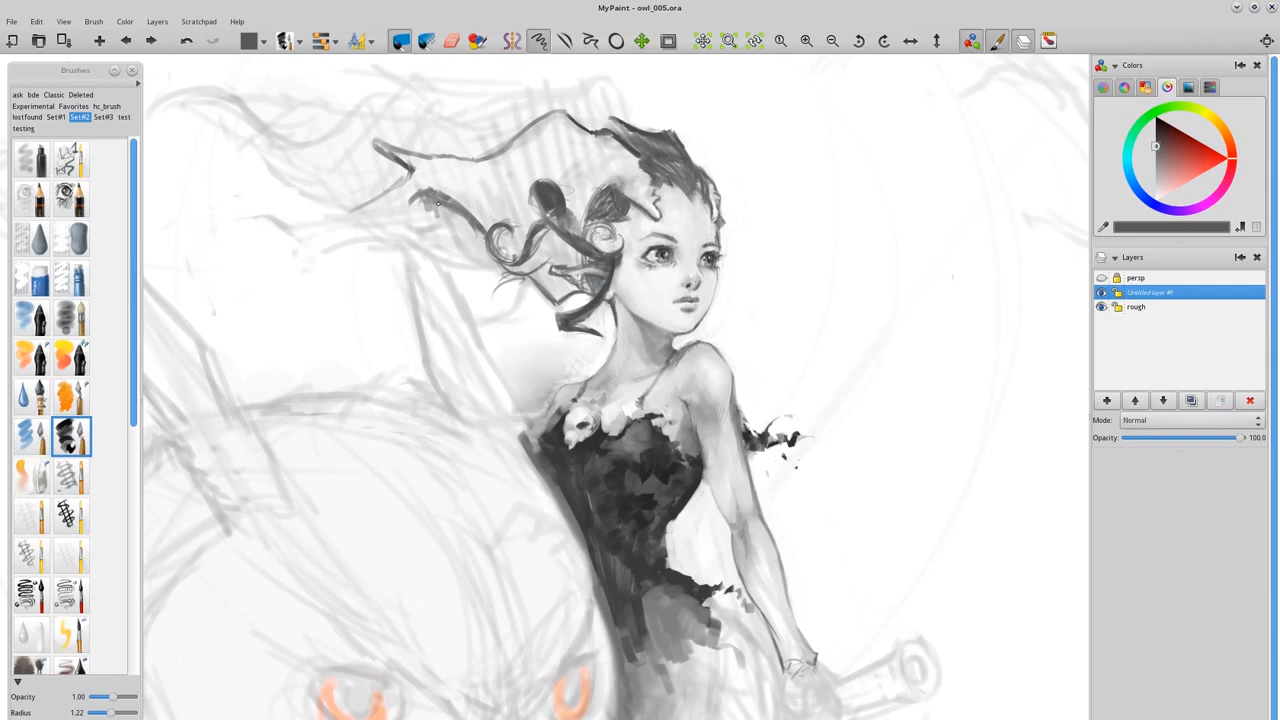 MyPaint - owl_005.ora
File Edit View Brush Color Layers Scratchpad Help
Brushes
ask bde Classic Deleted
Experimental Favorites hc_brush
lostfound Set#1 Set#2 Set#3 test
testing
Opacity 1.00
Radius 1.22
Colors
Layers
persp
Untitled layer #1
rough
Mode: Normal
Opacity: 100.0